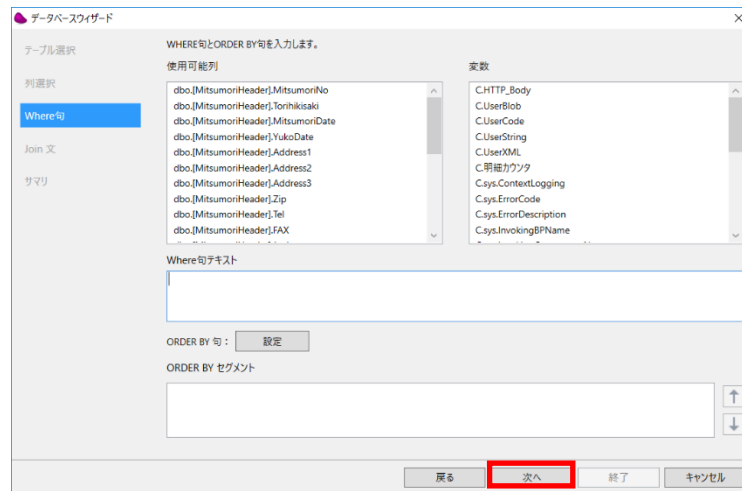 データベースウィザード
テーブル選択
列選択
Where句
Join 文
サマリ
WHERE句とORDER BY句を入力します。
使用可能列
dbo.[MitsumoriHeader].MitsumoriNo
dbo.[MitsumoriHeader].Torihikisaki
dbo.[MitsumoriHeader].MitsumoriDate
dbo.[MitsumoriHeader].YukoDate
dbo.[MitsumoriHeader].Address1
dbo.[MitsumoriHeader].Address2
dbo.[MitsumoriHeader].Address3
dbo.[MitsumoriHeader].Zip
dbo.[MitsumoriHeader].Tel
dbo.[MitsumoriHeader].FAX
変数
C.HTTP_Body
C.UserBlob
C.UserCode
C.UserString
C.UserXML
C.明細カウンタ
C.sys.ContextLogging
C.sys.ErrorCode
C.sys.ErrorDescription
C.sys.InvokingBPName
Where句テキスト
ORDER BY 句：
設定
ORDER BY セグメント
戻る
次へ
終了
キャンセル